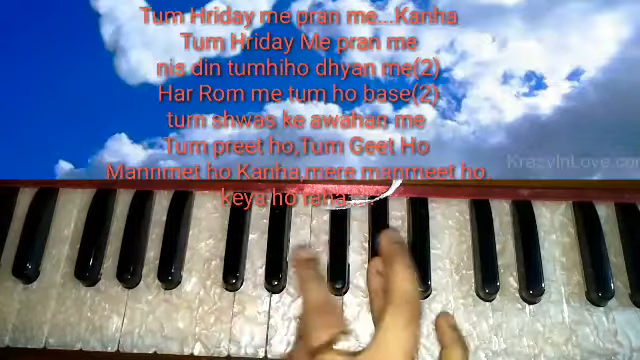 Tum Hriday me pran me...Kanha
Tum Hriday Me pran me
nis din tumhiho dhyan me(2)
Har Rom me tum ho base(2)
tum shwas ke awahan me
Tum preet ho,Tum Geet Ho
Manmmet ho Kanha,mere manmeet ho.
keya ho raha....
KrazyInLove.com